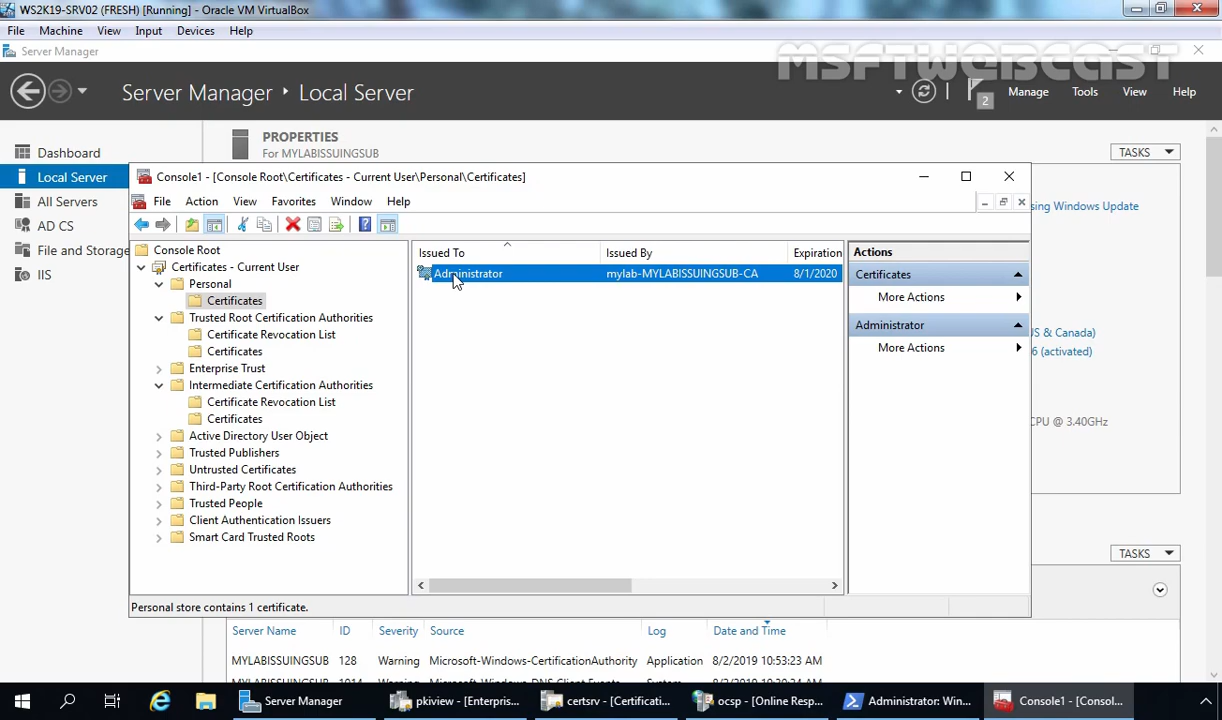 WS2K19-SRV02 (FRESH) [Running] - Oracle VM VirtualBox
File Machine View Input Devices Help
Server Manager
MSFTWEBCAST
Server Manager • Local Server
2
Manage Tools View Help
Dashboard
Local Server
All Servers
AD CS
File and Storage
IIS
PROPERTIES
For MYLABISSUINGSUB
TASKS
Console1 - [Console Root\Certificates - Current User\Personal\Certificates]
File Action View Favorites Window Help
Console Root
Certificates - Current User
Personal
Certificates
Trusted Root Certification Authorities
Certificate Revocation List
Certificates
Enterprise Trust
Intermediate Certification Authorities
Certificate Revocation List
Certificates
Active Directory User Object
Trusted Publishers
Untrusted Certificates
Third-Party Root Certification Authorities
Trusted People
Client Authentication Issuers
Smart Card Trusted Roots
Issued To Issued By Expiration
Administrator mylab-MYLABISSUINGSUB-CA 8/1/2020
Actions
Certificates
More Actions
Administrator
More Actions
Personal store contains 1 certificate.
sing Windows Update
US & Canada)
6 (activated)
CPU @ 3.40GHz
TASKS
Server Name ID Severity Source Log Date and Time
MYLABISSUINGSUB 128 Warning Microsoft-Windows-CertificationAuthority Application 8/2/2019 10:53:23 AM
Server Manager
pkiview - [Enterpris...
certsrv - [Certificati...
ocsp - [Online Resp...
Administrator: Win...
Console1 - [Consol...